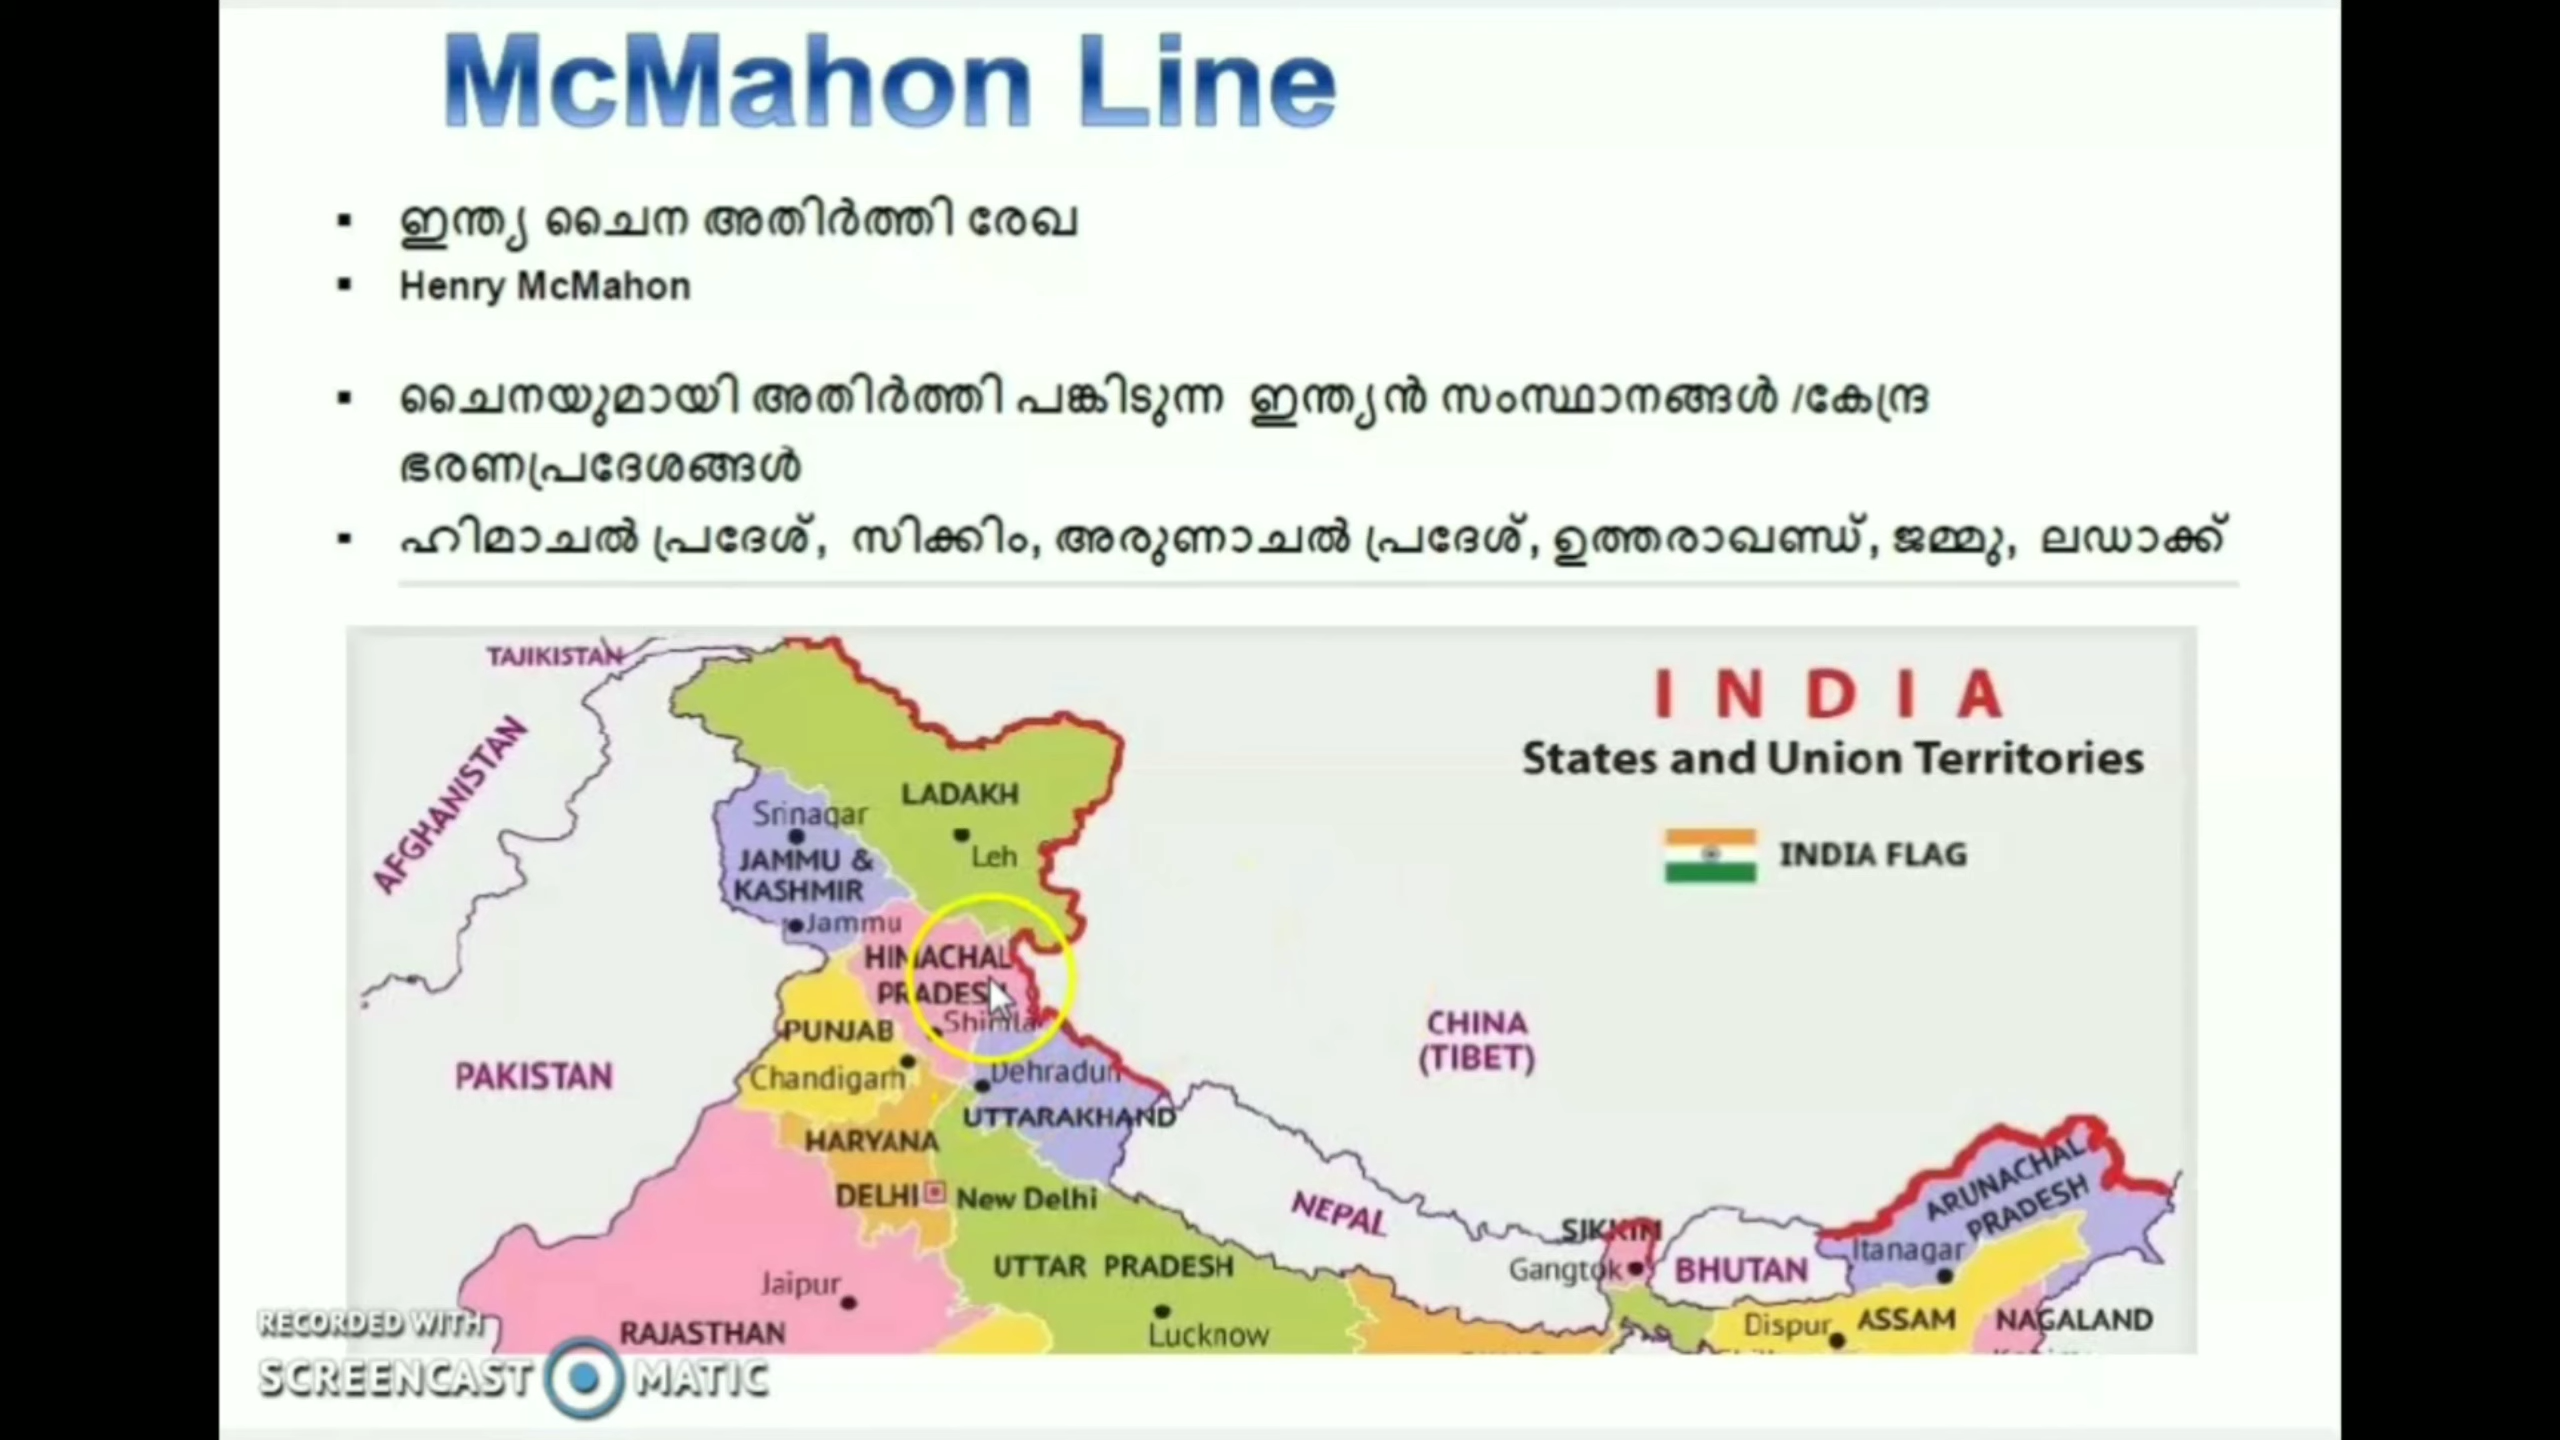 McMahon Line
▪ ഇന്ത്യ ചൈന അതിർത്തി രേഖ
▪ Henry McMahon
▪ ചൈനയുമായി അതിർത്തി പങ്കിടുന്ന ഇന്ത്യൻ സംസ്ഥാനങ്ങൾ /കേന്ദ്ര
ഭരണപ്രദേശങ്ങൾ
▪ ഹിമാചൽ പ്രദേശ്, സിക്കിം, അരുണാചൽ പ്രദേശ്, ഉത്തരാഖണ്ഡ്, ജമ്മു, ലഡാക്ക്
TAJIKISTAN
INDIA
States and Union Territories
INDIA FLAG
AFGHANISTAN
LADAKH
Leh
Srinagar
JAMMU &
KASHMIR
Jammu
HIMACHAL
PRADESH
Shimla
PUNJAB
Chandigarh
PAKISTAN
Dehradun
UTTARAKHAND
CHINA
(TIBET)
HARYANA
DELHI
New Delhi
NEPAL
SIKKIM
Gangtok
BHUTAN
ARUNACHAL
PRADESH
Itanagar
UTTAR PRADESH
Lucknow
Jaipur
RAJASTHAN
Dispur
ASSAM
NAGALAND
RECORDED WITH
SCREENCAST MATIC